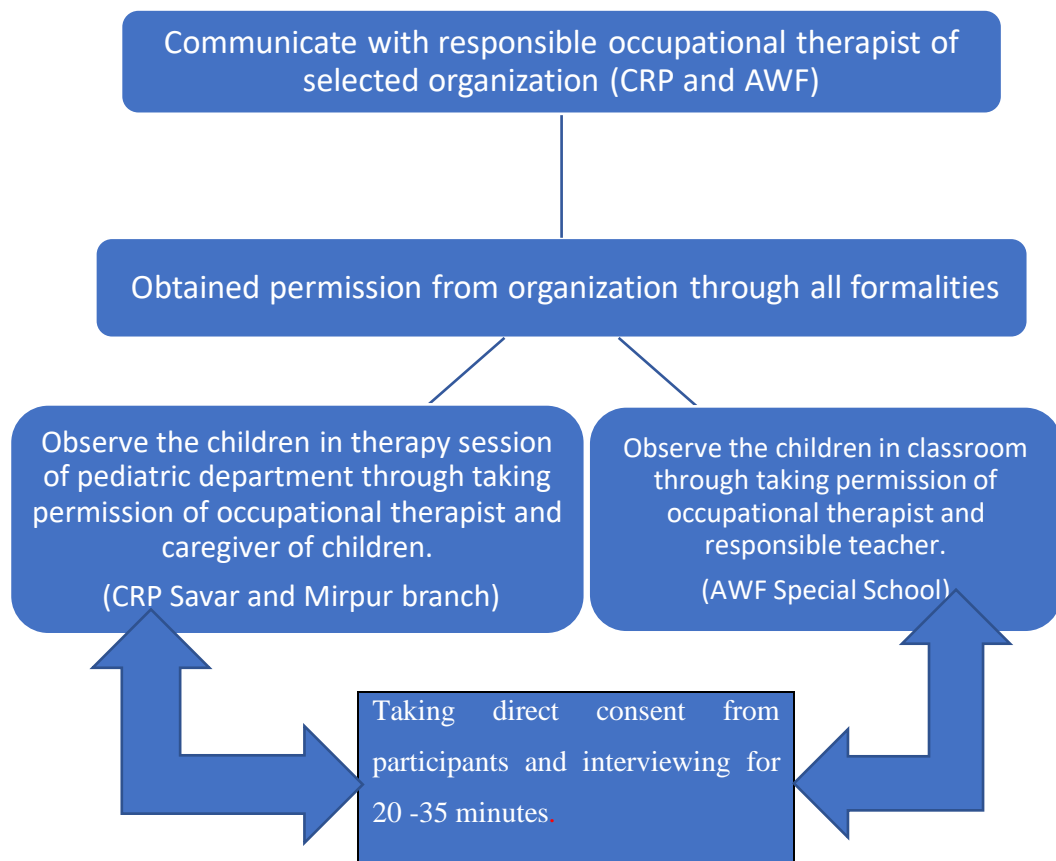 Communicate with responsible occupational therapist of
selected organization (CRP and AWF)
Obtained permission from organization through all formalities
Observe the children in therapy session
of pediatric department through taking
permission of occupational therapist and
caregiver of children.
(CRP Savar and Mirpur branch)
Observe the children in classroom
through taking permission of
occupational therapist and
responsible teacher.
(AWF Special School)
Taking direct consent from
participants and interviewing for
20 -35 minutes.